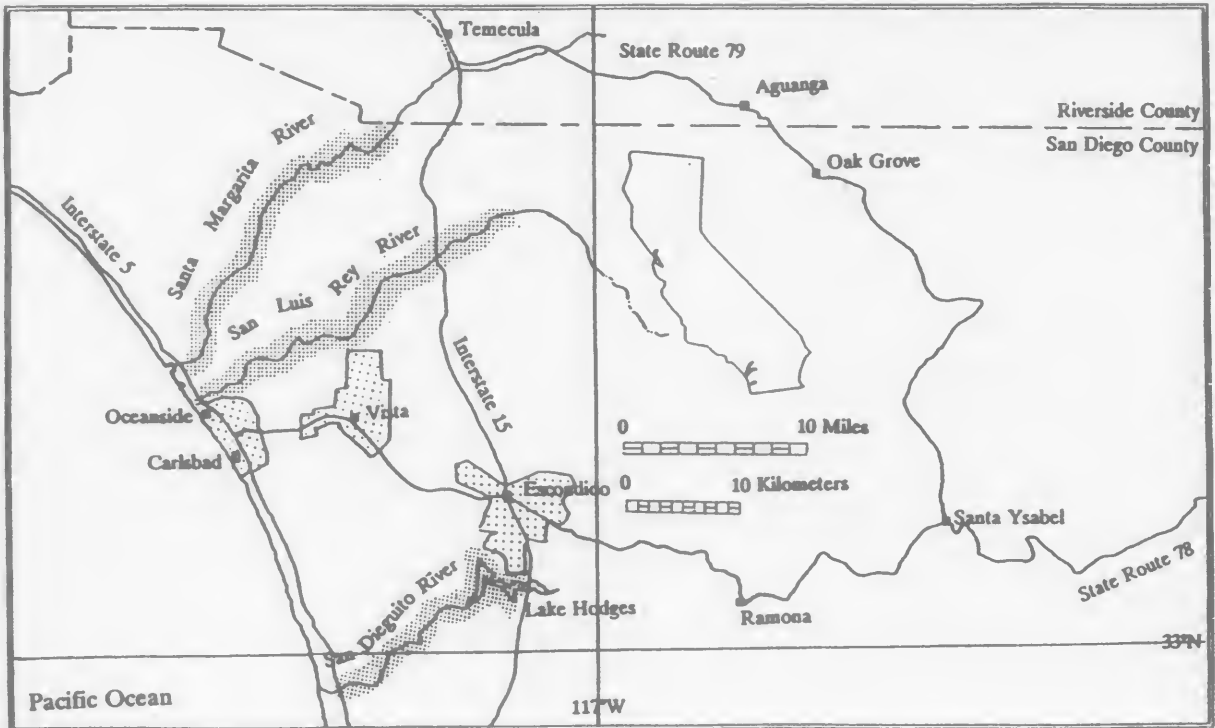 Temecula
State Route 79
Aguanga
Riverside County
San Diego County
Oak Grove
Santa Margarita River
Interstate 5
San Luis Rey River
Interstate 15
Oceanside
Vista
Carlsbad
0 10 Miles
0 10 Kilometers
Escondido
Santa Ysabel
State Route 78
San Dieguito River
Lake Hodges
Ramona
33°N
Pacific Ocean
117°W